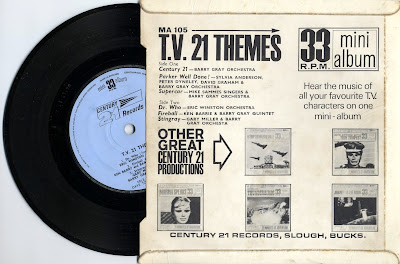 MA 105
T.V. 21 THEMES
Side One
Century 21 — BARRY GRAY ORCHESTRA
Parker Well Done! — SYLVIA ANDERSON,
PETER DYNELEY, DAVID GRAHAM &
BARRY GRAY ORCHESTRA
Supercar — MIKE SAMMES SINGERS &
BARRY GRAY ORCHESTRA
Side Two
Dr. Who — ERIC WINSTON ORCHESTRA
Fireball — KEN BARRIE & BARRY GRAY QUINTET
Stingray — GARY MILLER & BARRY
GRAY ORCHESTRA
33
R.P.M.
mini
album
Hear the music of
all your favourite T.V.
characters on one
mini-album
OTHER
GREAT
CENTURY 21
PRODUCTIONS
CENTURY 21 RECORDS, SLOUGH, BUCKS.
CENTURY
21
Records
33
T.V. 21 THEMES